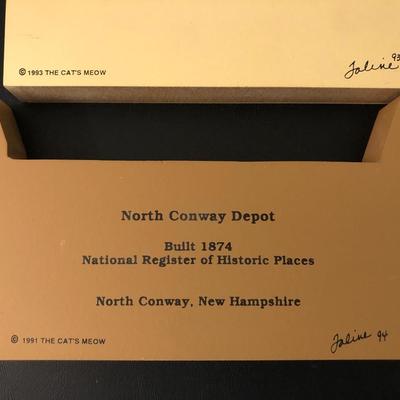 © 1993 THE CAT'S MEOW
Faline 93
North Conway Depot
Built 1874
National Register of Historic Places
North Conway, New Hampshire
© 1991 THE CAT'S MEOW
Faline 94